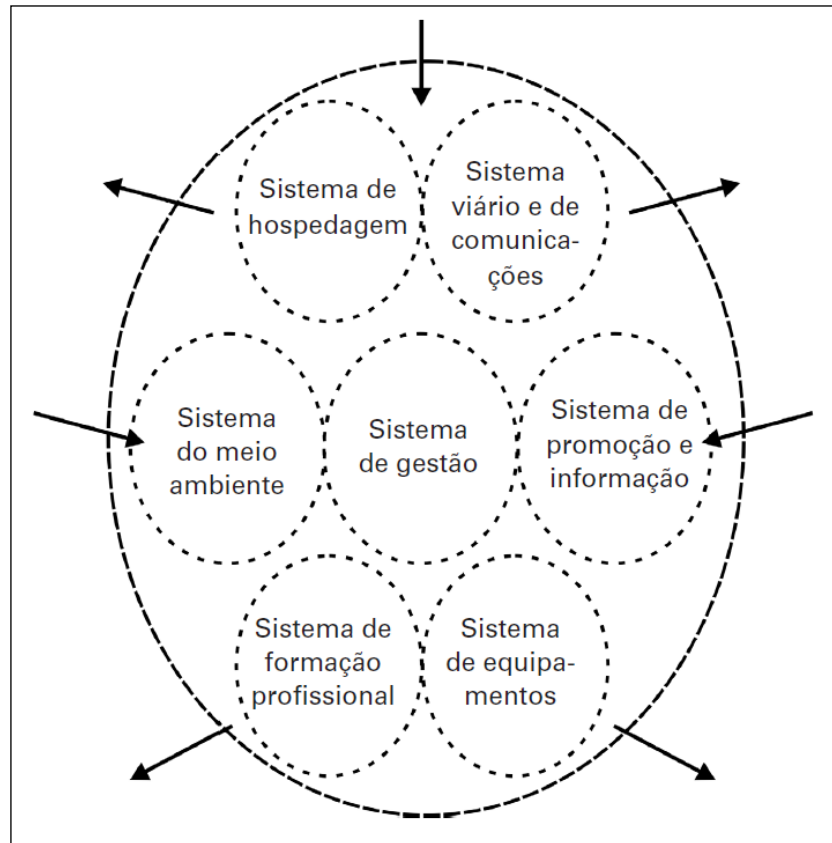 Sistema de
hospedagem
Sistema
viário e de
comunica-
ções
Sistema
do meio
ambiente
Sistema
de gestão
Sistema de
promoção e
informação
Sistema de
formação
profissional
Sistema
de equipa-
mentos